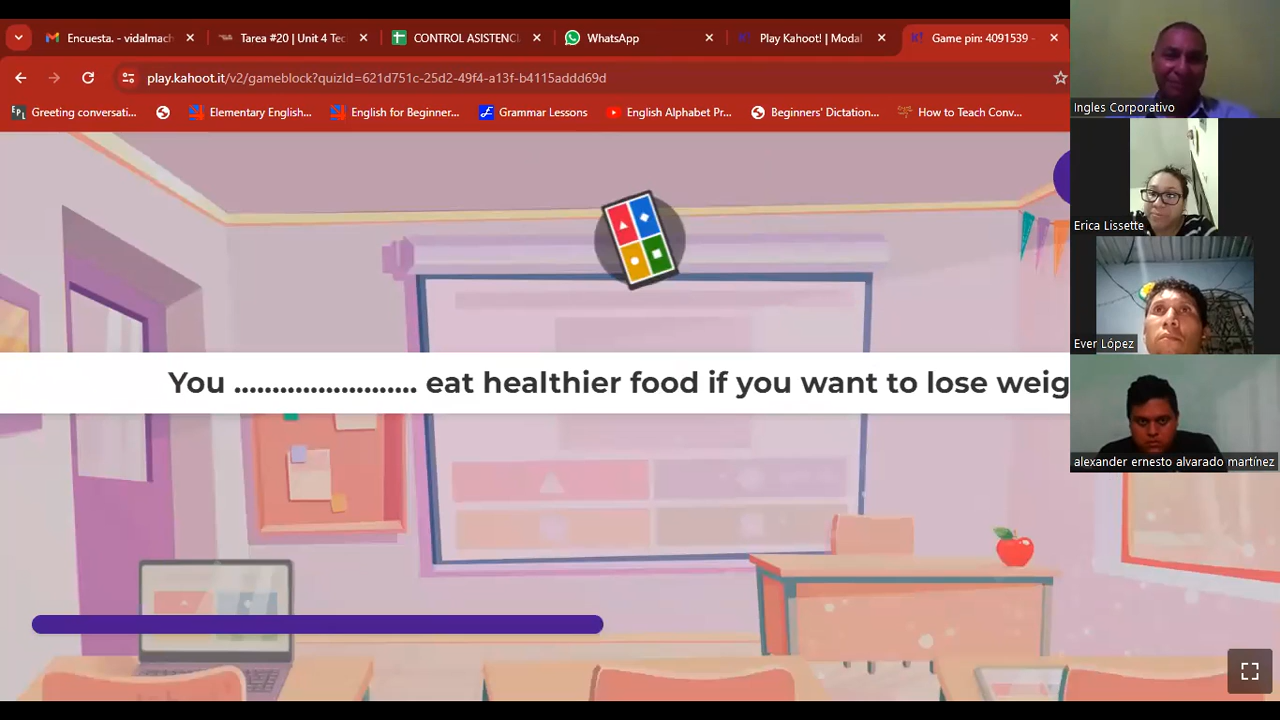 Encuesta. - vidalmach
Tarea #20 | Unit 4 Tec
CONTROL ASISTENCI
WhatsApp
Play Kahoot! | Modal
Game pin: 4091539 -
play.kahoot.it/v2/gameblock?quizId=621d751c-25d2-49f4-a13f-b4115addd69d
Greeting conversati...
Elementary English...
English for Beginner...
Grammar Lessons
English Alphabet Pr...
Beginners' Dictation...
How to Teach Conv...
Ingles Corporativo
Erica Lissette
Ever López
You ........................ eat healthier food if you want to lose weig
alexander ernesto alvarado martínez